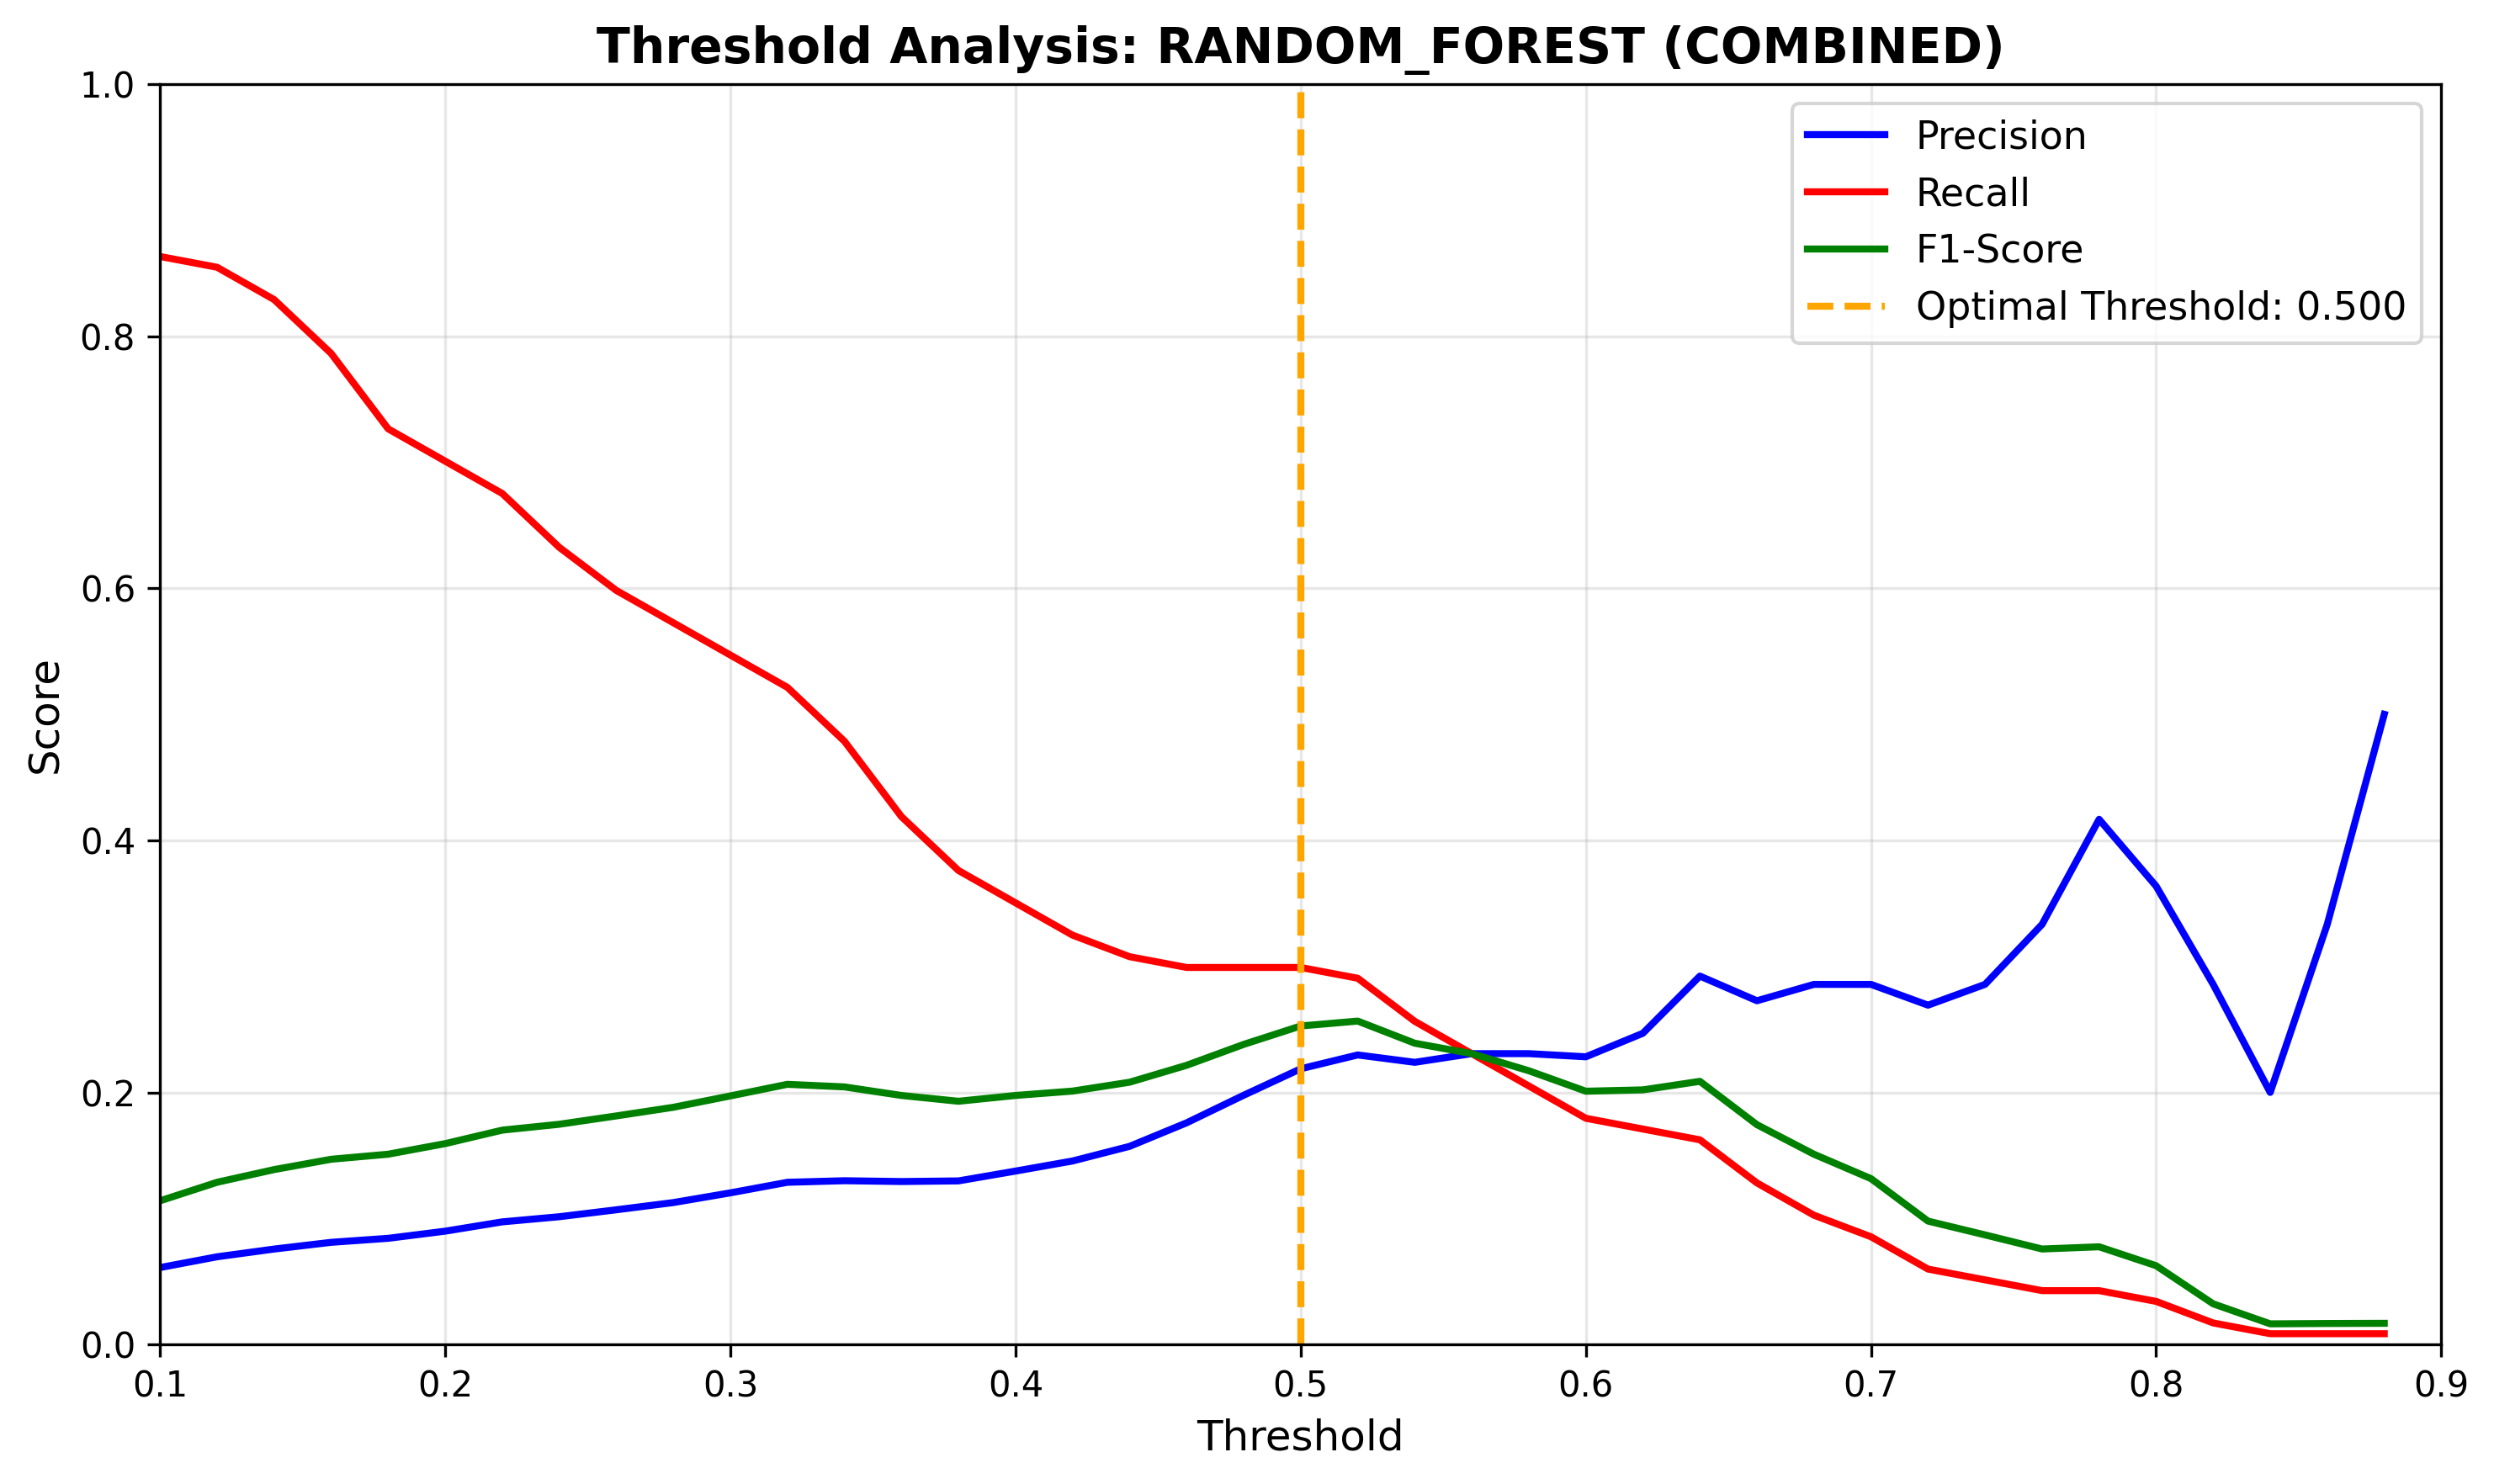 Threshold Analysis: RANDOM_FOREST (COMBINED)
Precision
Recall
F1-Score
Optimal Threshold: 0.500
Score
1.0
0.8
0.6
0.4
0.2
0.0
0.1 0.2 0.3 0.4 0.5 0.6 0.7 0.8 0.9
Threshold